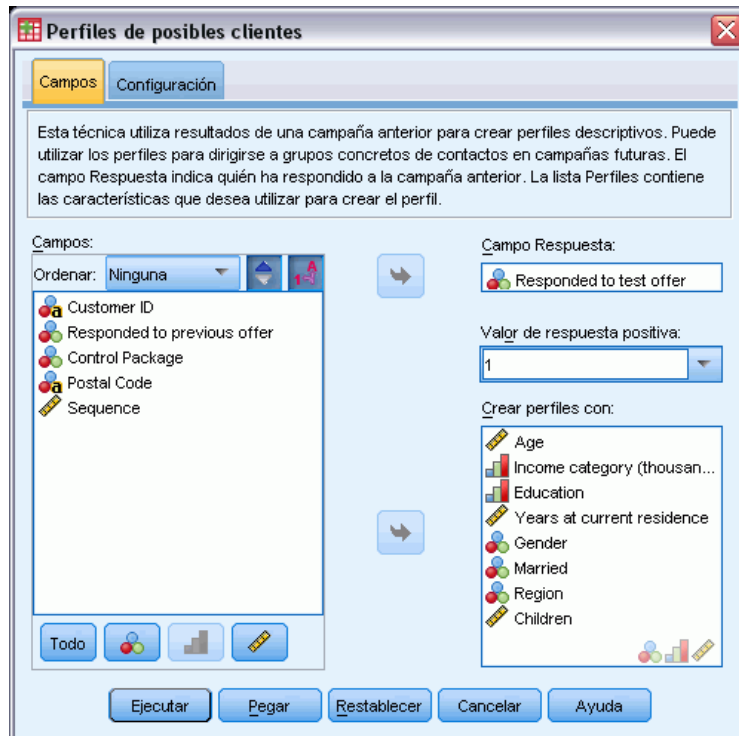 Perfiles de posibles clientes
Campos
Configuración
Esta técnica utiliza resultados de una campaña anterior para crear perfiles descriptivos. Puede
utilizar los perfiles para dirigirse a grupos concretos de contactos en campañas futuras. El
campo Respuesta indica quién ha respondido a la campaña anterior. La lista Perfiles contiene
las características que desea utilizar para crear el perfil.
Campos:
Ordenar: Ninguna
Customer ID
Responded to previous offer
Control Package
Postal Code
Sequence
Todo
Campo Respuesta:
Responded to test offer
Valor de respuesta positiva:
1
Crear perfiles con:
Age
Income category (thousan...
Education
Years at current residence
Gender
Married
Region
Children
Ejecutar
Pegar
Restablecer
Cancelar
Ayuda